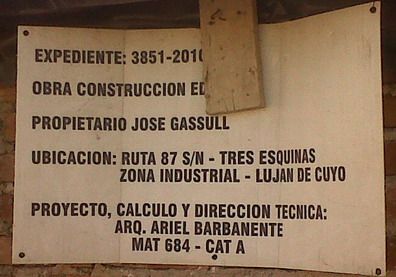 EXPEDIENTE: 3851-2010
OBRA CONSTRUCCION
PROPIETARIO JOSE GASSULL
UBICACION: RUTA 87 S/N - TRES ESQUINAS
ZONA INDUSTRIAL - LUJAN DE CUYO
PROYECTO, CALCULO Y DIRECCION TECNICA:
ARQ. ARIEL BARBANENTE
MAT 684 - CAT A